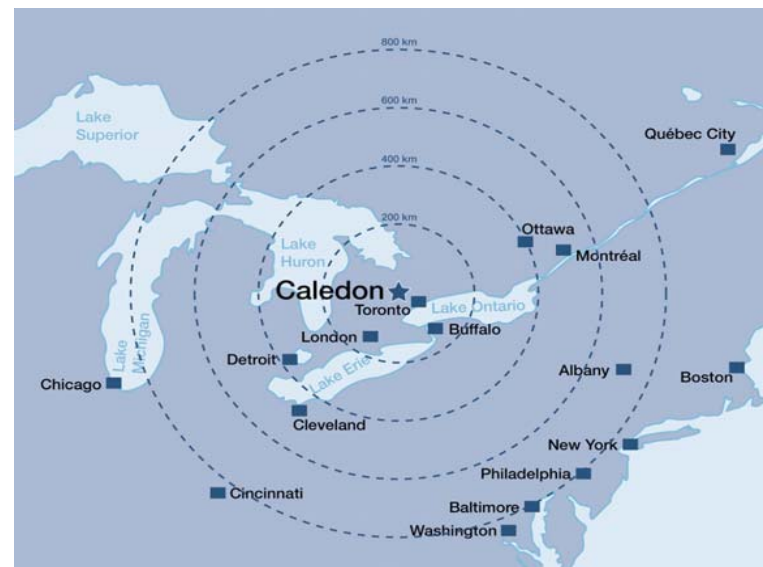 800 km
600 km
400 km
200 km
Lake
Superior
Québec City
Ottawa
Montréal
Lake
Huron
Caledon
Toronto
Lake Ontario
London
Buffalo
Lake
Michigan
Detroit
Lake Erie
Chicago
Albany
Boston
Cleveland
New York
Philadelphia
Cincinnati
Baltimore
Washington